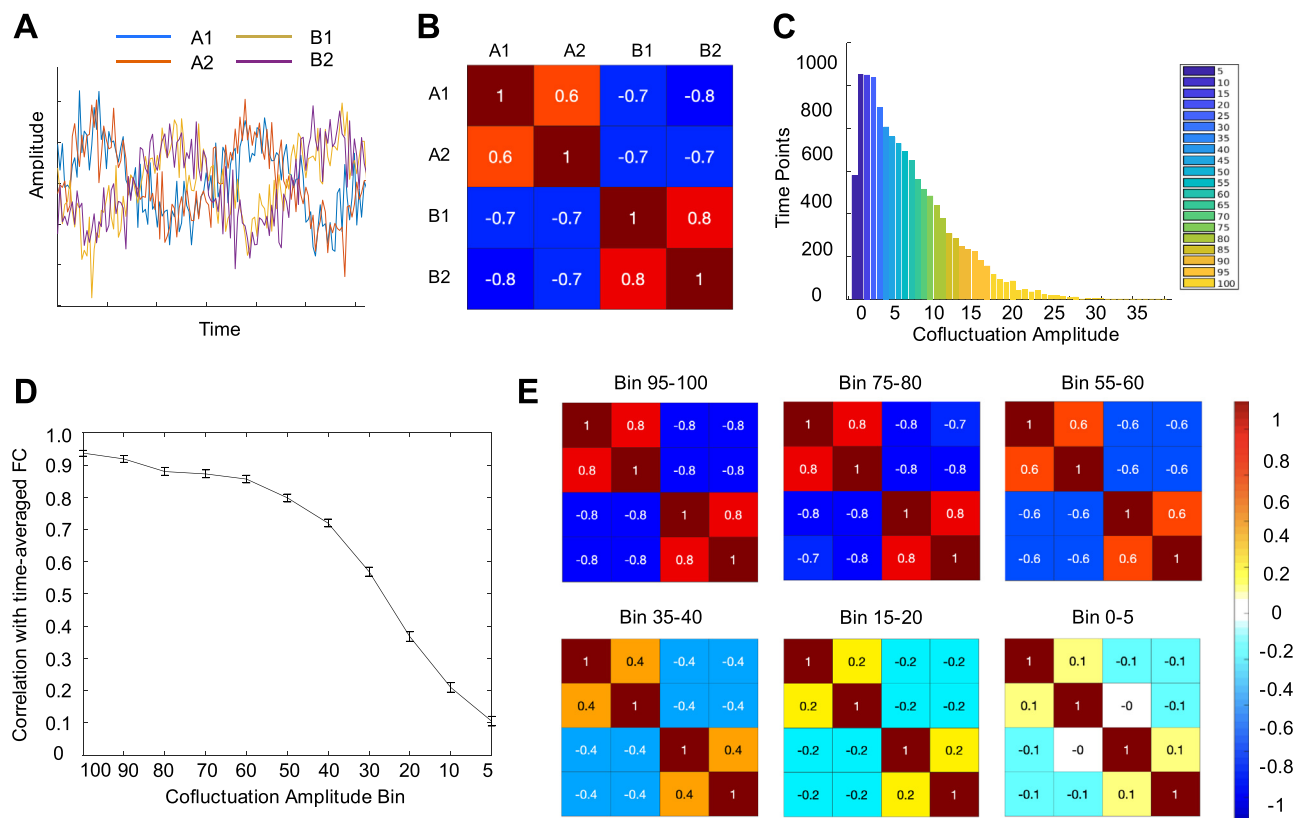 A
A1
B1
A2
B2
Amplitude
Time
B
A1 A2 B1 B2
A1 1 0.6 -0.7 -0.8
A2 0.6 1 -0.7 -0.7
B1 -0.7 -0.7 1 0.8
B2 -0.8 -0.7 0.8 1
C
Time Points
1000
800
600
400
200
0
0 5 10 15 20 25 30 35
Cofluctuation Amplitude
5
10
15
20
25
30
35
40
45
50
55
60
65
70
75
80
85
90
95
100
D
Correlation with time-averaged FC
1.0
0.9
0.8
0.7
0.6
0.5
0.4
0.3
0.2
0.1
0
100 90 80 70 60 50 40 30 20 10 5
Cofluctuation Amplitude Bin
E
Bin 95-100
1 0.8 -0.8 -0.8
0.8 1 -0.8 -0.8
-0.8 -0.8 1 0.8
-0.8 -0.8 0.8 1
Bin 75-80
1 0.8 -0.8 -0.7
0.8 1 -0.8 -0.8
-0.8 -0.8 1 0.8
-0.7 -0.8 0.8 1
Bin 55-60
1 0.6 -0.6 -0.6
0.6 1 -0.6 -0.6
-0.6 -0.6 1 0.6
-0.6 -0.6 0.6 1
Bin 35-40
1 0.4 -0.4 -0.4
0.4 1 -0.4 -0.4
-0.4 -0.4 1 0.4
-0.4 -0.4 0.4 1
Bin 15-20
1 0.2 -0.2 -0.2
0.2 1 -0.2 -0.2
-0.2 -0.2 1 0.2
-0.2 -0.2 0.2 1
Bin 0-5
1 0.1 -0.1 -0.1
0.1 1 -0 -0.1
-0.1 -0 1 0.1
-0.1 -0.1 0.1 1
1
0.8
0.6
0.4
0.2
0
-0.2
-0.4
-0.6
-0.8
-1